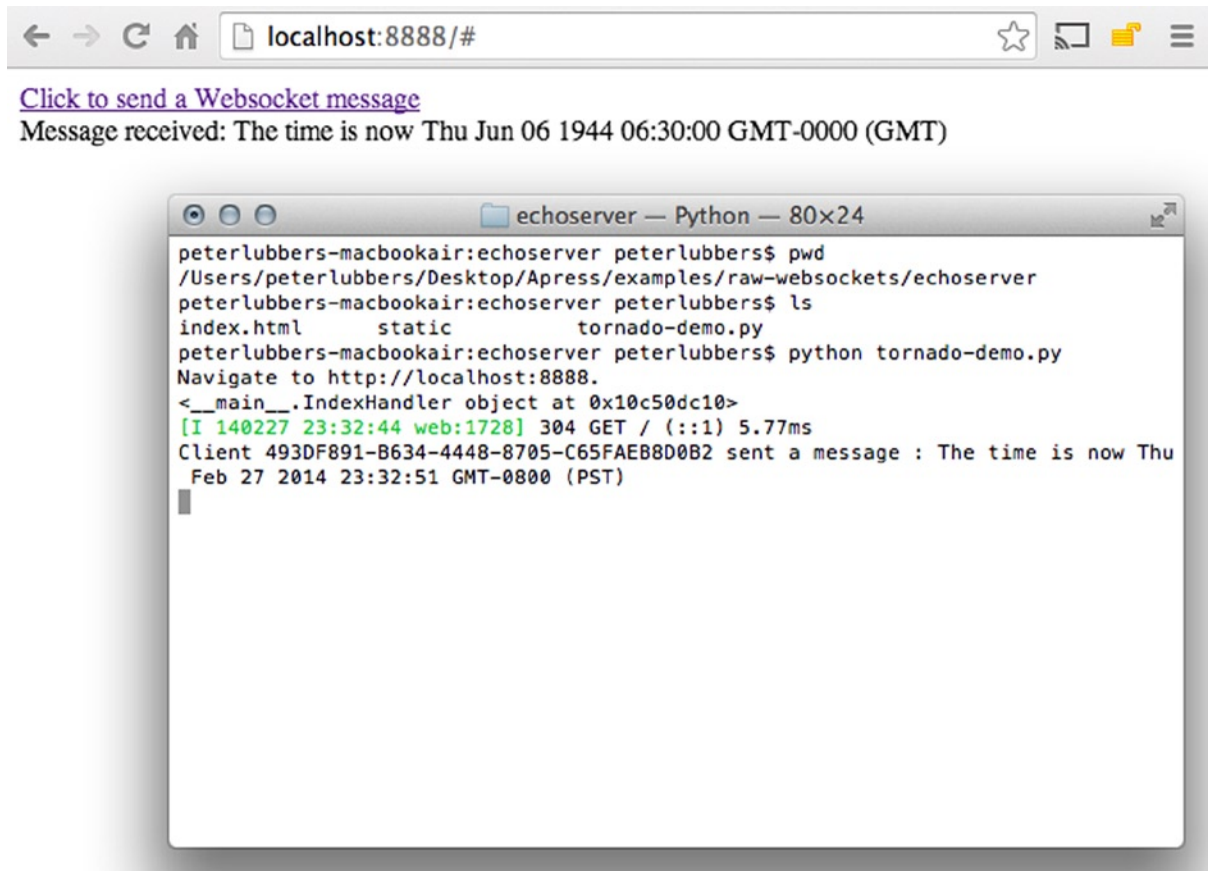 localhost:8888/#
Click to send a Websocket message
Message received: The time is now Thu Jun 06 1944 06:30:00 GMT-0000 (GMT)
echoserver — Python — 80×24
peterlubbers-macbookair:echoserver peterlubbers$ pwd
/Users/peterlubbers/Desktop/Apress/examples/raw-websockets/echoserver
peterlubbers-macbookair:echoserver peterlubbers$ ls
index.html static tornado-demo.py
peterlubbers-macbookair:echoserver peterlubbers$ python tornado-demo.py
Navigate to http://localhost:8888.
<__main__.IndexHandler object at 0x10c50dc10>
[I 140227 23:32:44 web:1728] 304 GET / (::1) 5.77ms
Client 493DF891-B634-4448-8705-C65FAEB8D0B2 sent a message : The time is now Thu
Feb 27 2014 23:32:51 GMT-0800 (PST)